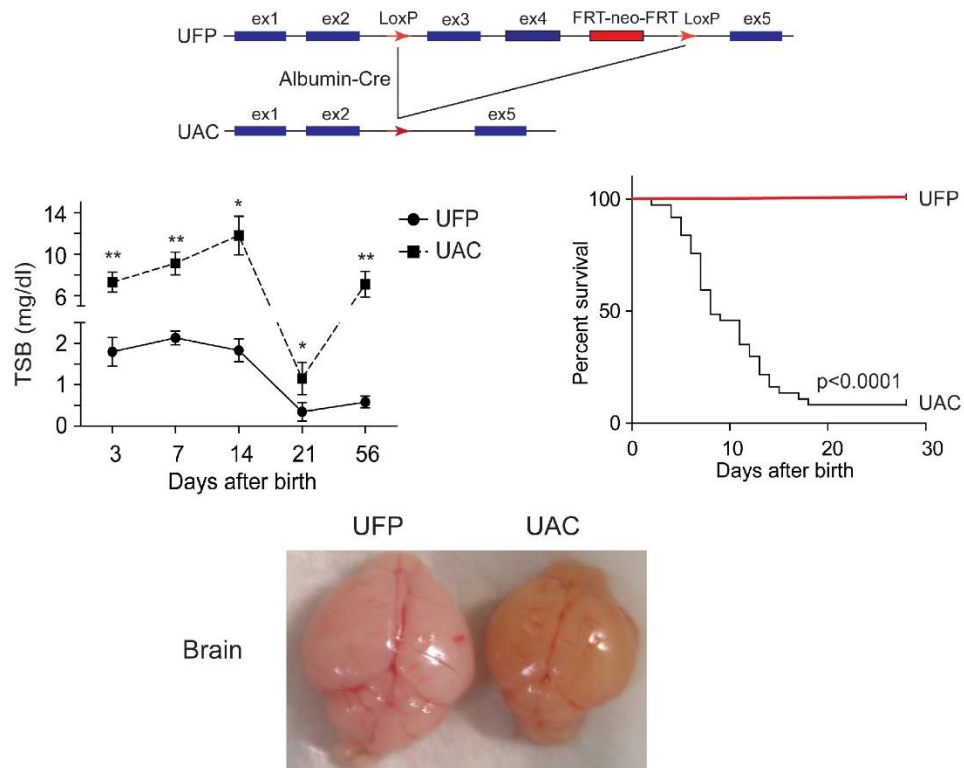 ex1 ex2 LoxP ex3 ex4 FRT-neo-FRT LoxP ex5
UFP
Albumin-Cre
ex1 ex2 ex5
UAC
TSB (mg/dl)
14
10
6
2
1
0
** ** * * **
3 7 14 21 56
Days after birth
UFP
UAC
Percent survival
100
50
0
UFP
p<0.0001
UAC
0 10 20 30
Days after birth
UFP UAC
Brain